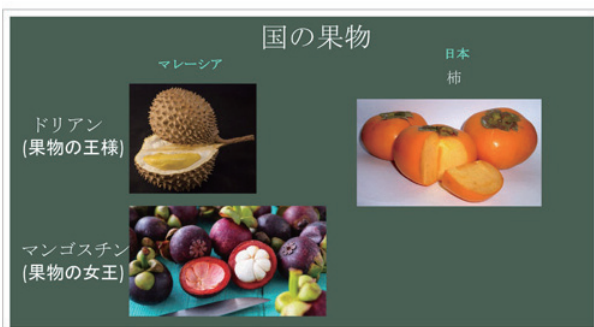 国の果物
マレーシア
日本
柿
ドリアン
(果物の王様)
マンゴスチン
(果物の女王)